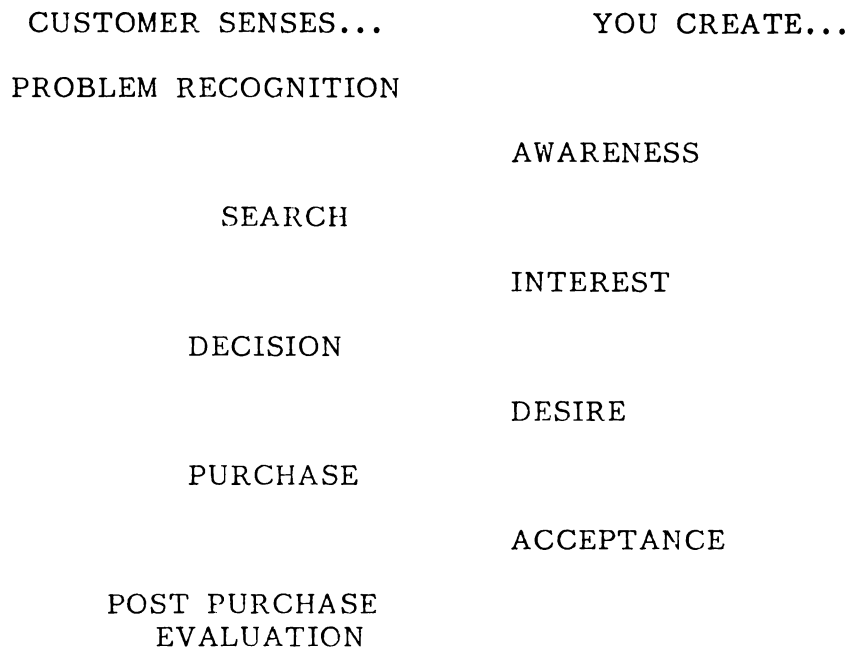 CUSTOMER SENSES... YOU CREATE...
PROBLEM RECOGNITION
AWARENESS
SEARCH
INTEREST
DECISION
DESIRE
PURCHASE
ACCEPTANCE
POST PURCHASE
EVALUATION